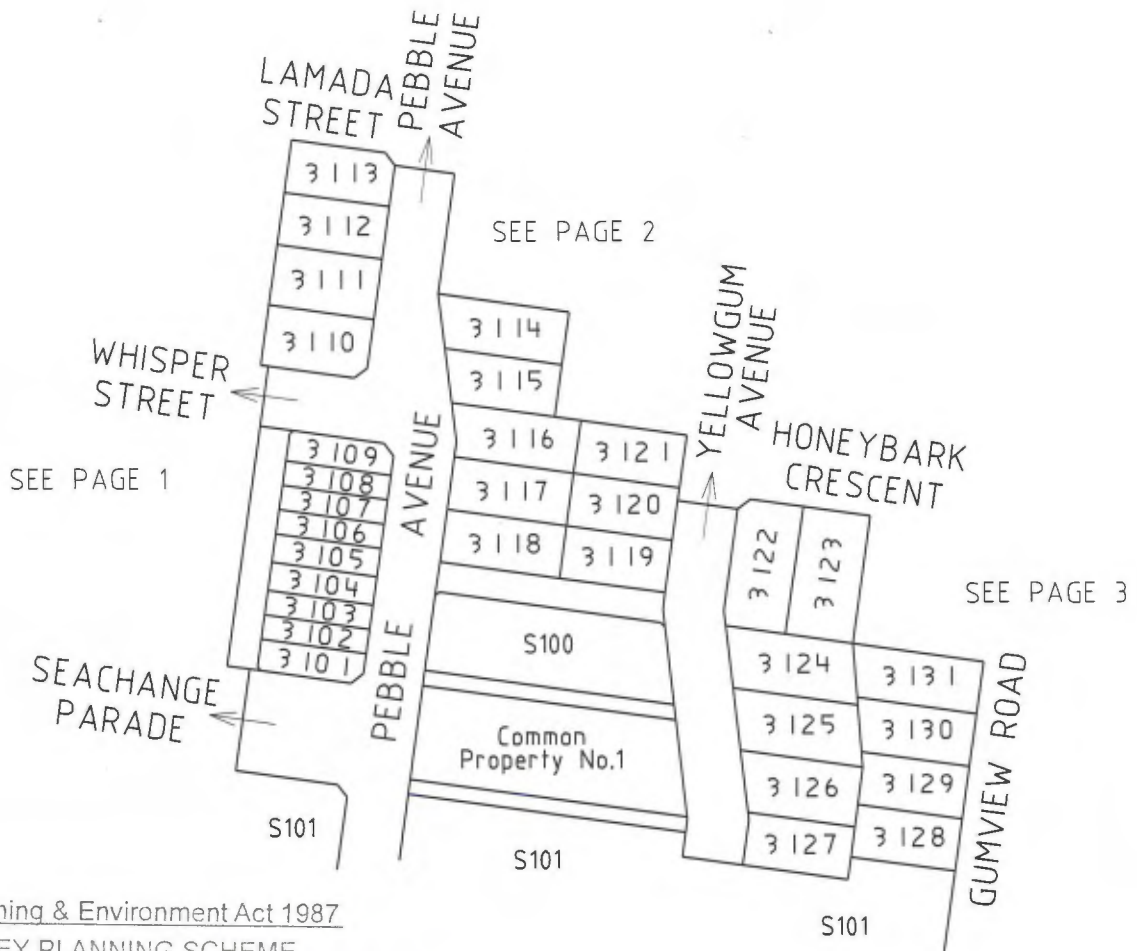 LAMADA
STREET
PEBBLE
AVENUE
3113
3112
3111
3110
SEE PAGE 2
3114
3115
WHISPER
STREET
YELLOWGUM
AVENUE
HONEYBARK
CRESCENT
SEE PAGE 1
3109
3108
3107
3106
3105
3104
3103
3102
3101
PEBBLE AVENUE
3116
3121
3117
3120
3118
3119
3122
3123
SEE PAGE 3
S100
SEACHANGE
PARADE
Common
Property No.1
3124
3131
3125
3130
3126
3129
3127
3128
GUMVIEW ROAD
S101
S101
S101
ning & Environment Act 1987
EY PLANNING SCHEME